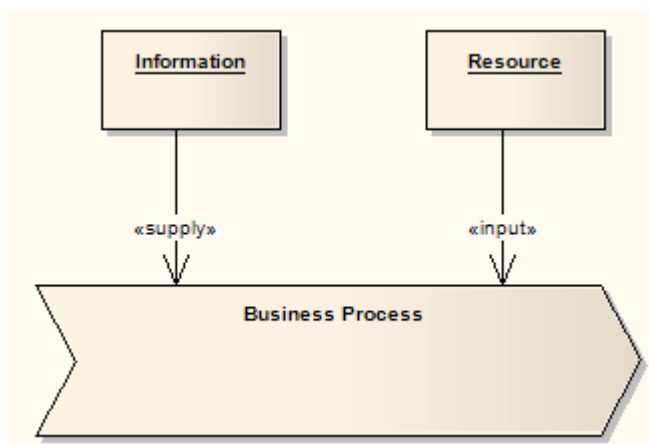 Information
Resource
«supply»
«input»
Business Process